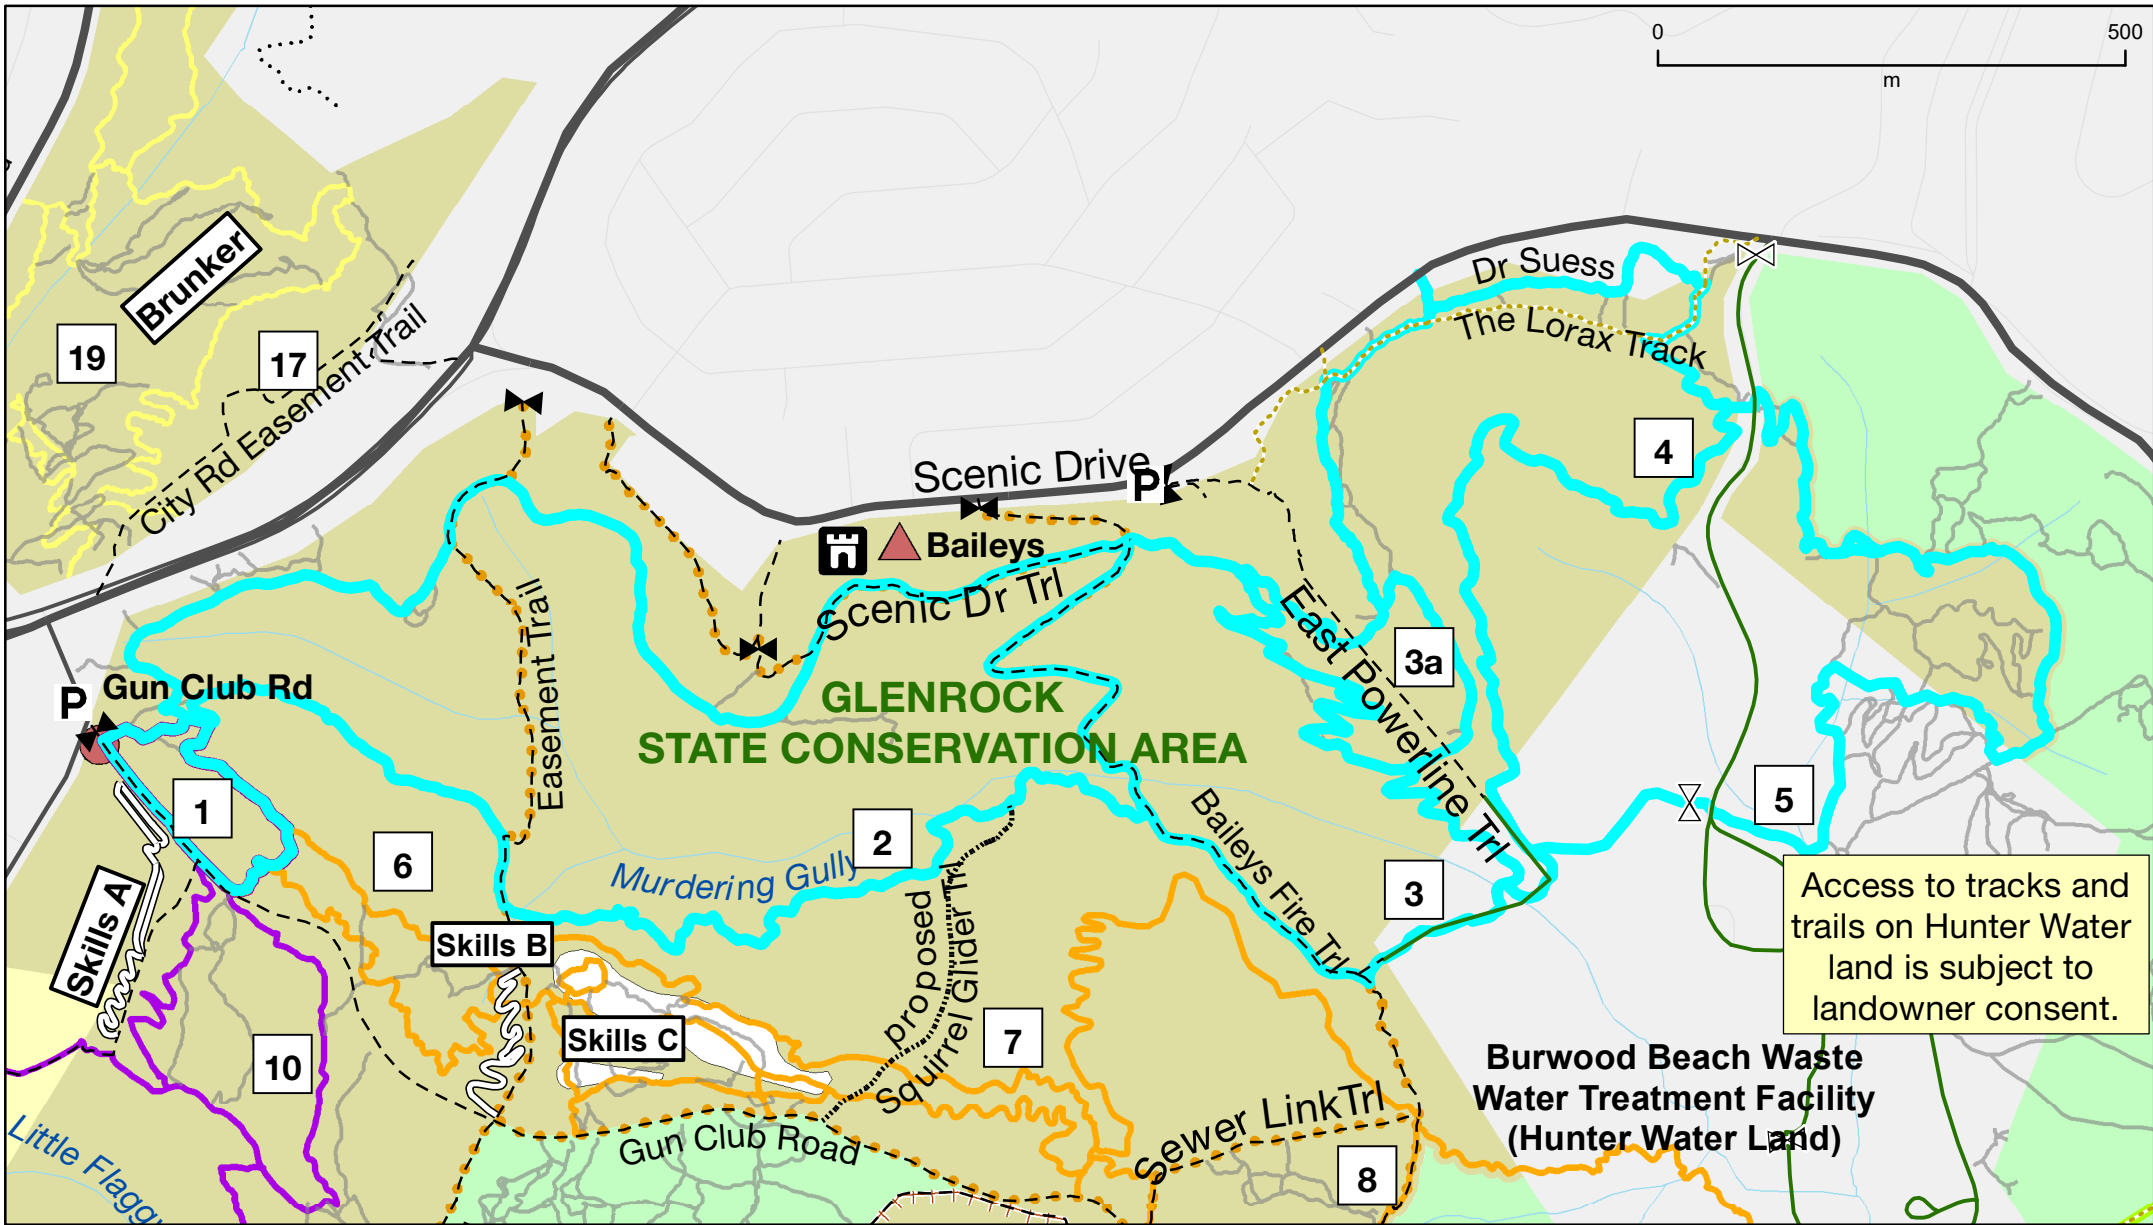 0
500
m
Dr Suess
The Lorax Track
Brunker
19
17
City Rd Easement Trail
4
Scenic Drive
P
Baileys
Scenic Dr Trl
East Powerline Trl
3a
Easement Trail
P
Gun Club Rd
GLENROCK
STATE CONSERVATION AREA
1
2
5
6
Murdering Gully
Baileys Fire Trl
3
Skills A
Skills B
Skills C
proposed
Squirrel Glider Trl
7
10
Access to tracks and
trails on Hunter Water
land is subject to
landowner consent.
Burwood Beach Waste
Water Treatment Facility
(Hunter Water Land)
Sewer LinkTrl
Gun Club Road
8
Little Flaggy